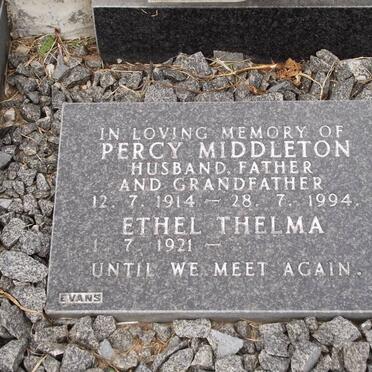 IN LOVING MEMORY OF
PERCY MIDDLETON
HUSBAND, FATHER
AND GRANDFATHER
12. 7. 1914 — 28. 7. 1994.
ETHEL THELMA
1. 7. 1921 —
UNTIL WE MEET AGAIN.
EVANS